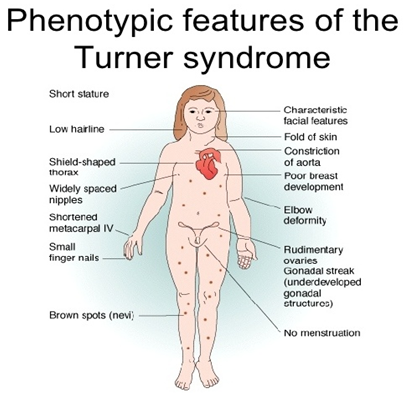 Phenotypic features of the
Turner syndrome
Short stature
Low hairline
Shield-shaped
thorax
Widely spaced
nipples
Shortened
metacarpal IV
Small
finger nails
Brown spots (nevi)
Characteristic
facial features
Fold of skin
Constriction
of aorta
Poor breast
development
Elbow
deformity
Rudimentary
ovaries
Gonadal streak
(underdeveloped
gonadal
structures)
No menstruation